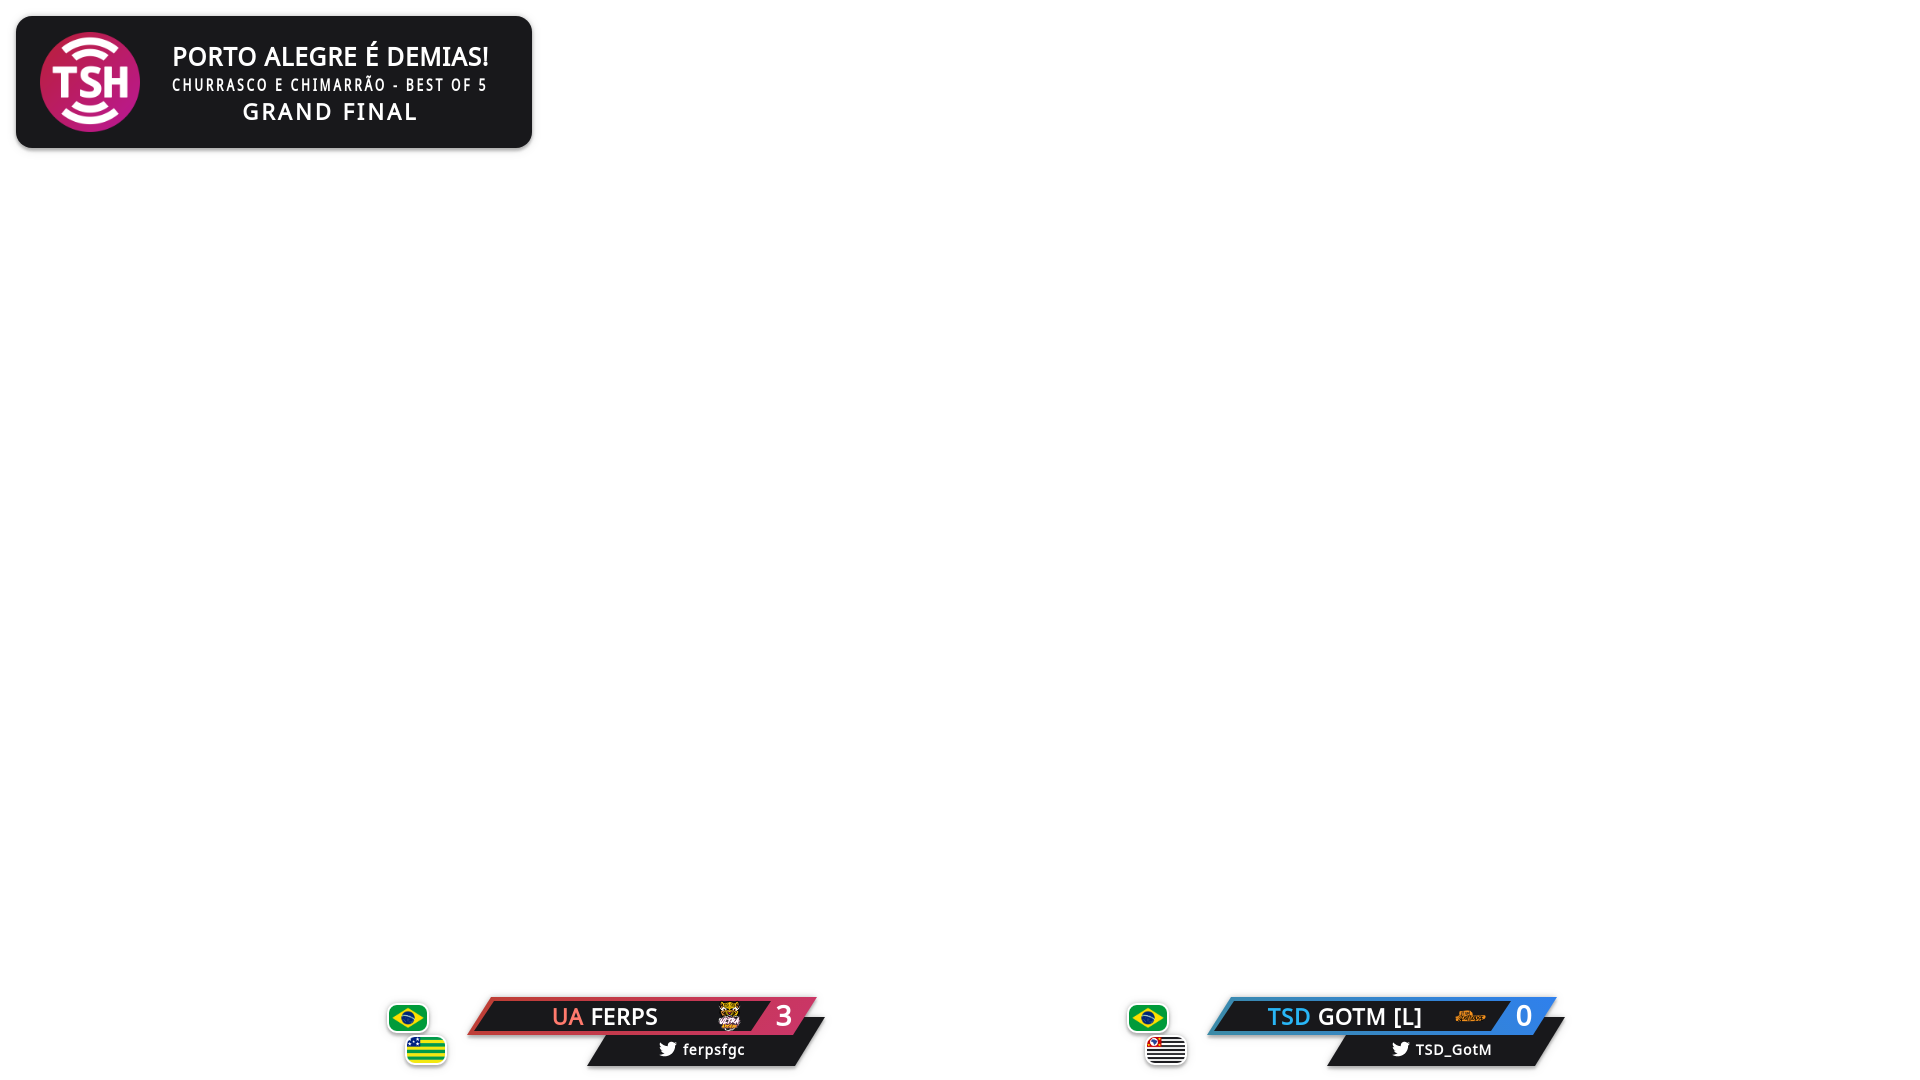 TSH
PORTO ALEGRE É DEMIAS!
CHURRASCO E CHIMARRÃO - BEST OF 5
GRAND FINAL
UA FERPS 3
ferpsfgc
TSD GOTM [L] 0
TSD_GotM